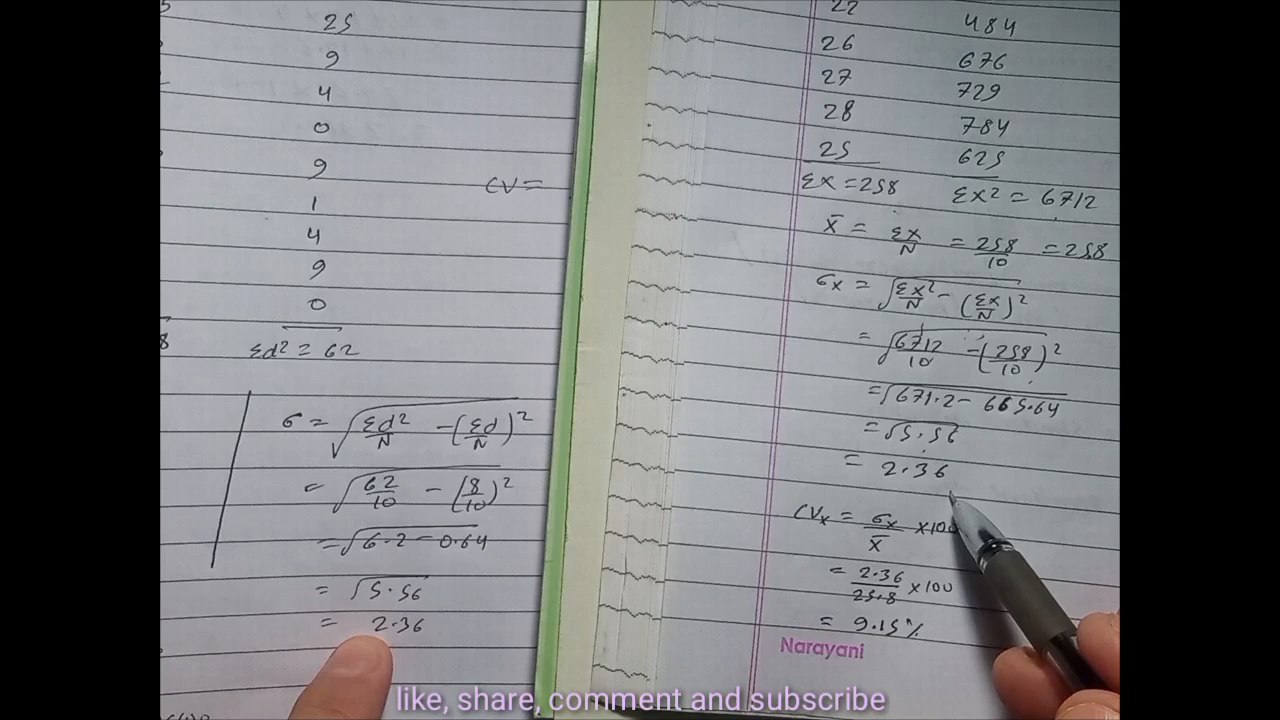 25
9
4
0
9
1
4
9
0
Σd² = 62
CV =
σ = √Σd²/N - (Σd/N)²
= √62/10 - (8/10)²
= √6.2 - 0.64
= √5.56
= 2.36
22 484
26 676
27 729
28 784
25 625
Σx = 258 Σx² = 6712
x̄ = Σx/N = 258/10 = 258
σx = √Σx²/N - (Σx/N)²
= √6712/10 - (258/10)²
= √671.2 - 665.64
= √5.56
= 2.36
CVx = σx/x̄ × 100
= 2.36/25.8 × 100
= 9.15%
Narayani
like, share, comment and subscribe